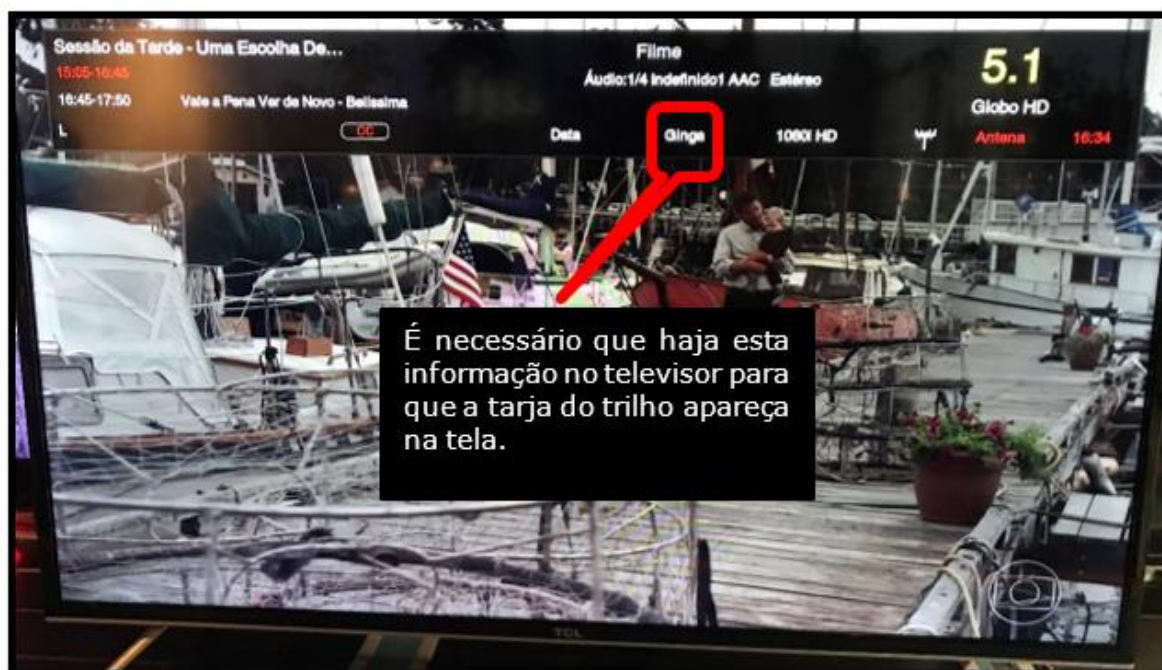 Sessão da Tarde - Uma Escolha De...
Filme
5.1
15:05-16:45
Áudio:1/4 Indefinido1 AAC Estéreo
16:45-17:50 Vale a Pena Ver de Novo - Belissima
Globo HD
L CC Data Ginga 1080i HD Antena 16:34
É necessário que haja esta
informação no televisor para
que a tarja do trilho apareça
na tela.
TCL